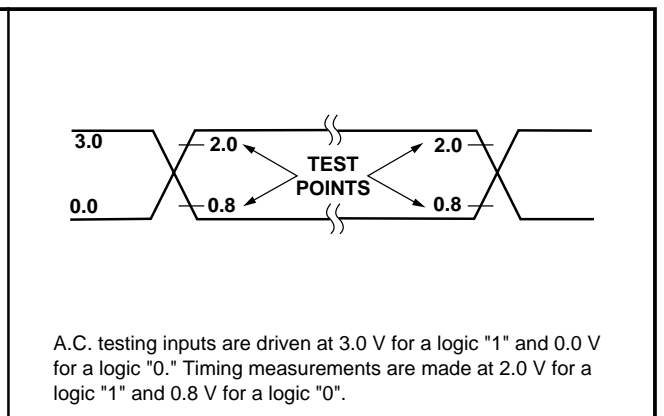 3.0
2.0
TEST
2.0
POINTS
0.0
0.8
0.8
A.C. testing inputs are driven at 3.0 V for a logic "1" and 0.0 V
for a logic "0." Timing measurements are made at 2.0 V for a
logic "1" and 0.8 V for a logic "0".